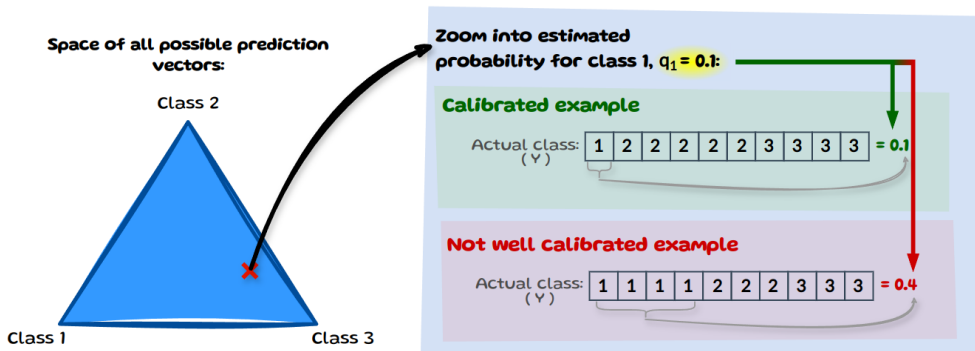 Space of all possible prediction
vectors:
Class 2
Class 1
Class 3
Zoom into estimated
probability for class 1, q₁ = 0.1:
Calibrated example
Actual class:
(Y)
1 2 2 2 2 2 3 3 3 3
= 0.1
Not well calibrated example
Actual class:
(Y)
1 1 1 1 2 2 2 3 3 3
= 0.4